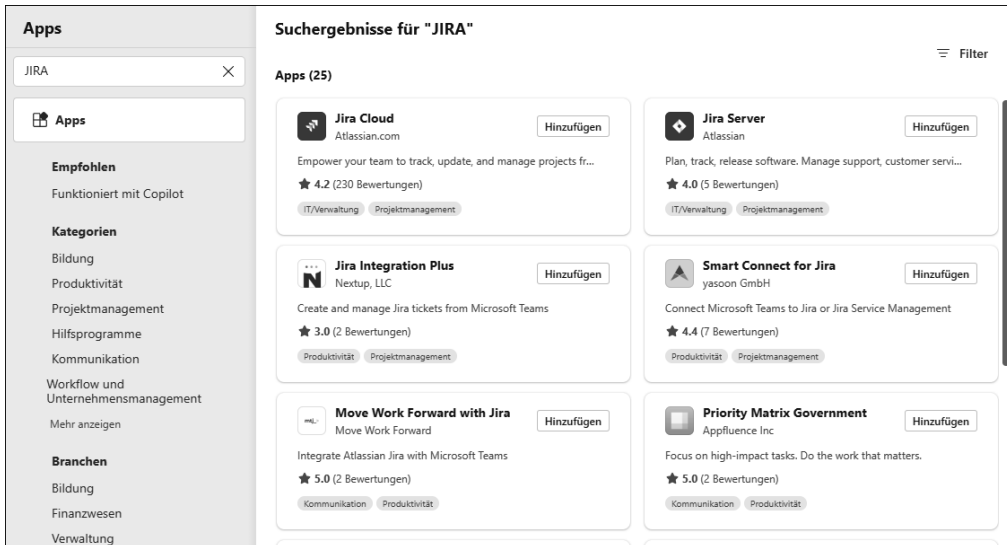 Apps
JIRA
Apps
Empfohlen
Funktioniert mit Copilot
Kategorien
Bildung
Produktivität
Projektmanagement
Hilfsprogramme
Kommunikation
Workflow und
Unternehmensmanagement
Mehr anzeigen
Branchen
Bildung
Finanzwesen
Verwaltung
Suchergebnisse für "JIRA"
Filter
Apps (25)
Jira Cloud
Atlassian.com
Hinzufügen
Empower your team to track, update, and manage projects fr...
4.2 (230 Bewertungen)
IT/Verwaltung Projektmanagement
Jira Server
Atlassian
Hinzufügen
Plan, track, release software. Manage support, customer servi...
4.0 (5 Bewertungen)
IT/Verwaltung Projektmanagement
Jira Integration Plus
Nextup, LLC
Hinzufügen
Create and manage Jira tickets from Microsoft Teams
3.0 (2 Bewertungen)
Produktivität Projektmanagement
Smart Connect for Jira
yasoon GmbH
Hinzufügen
Connect Microsoft Teams to Jira or Jira Service Management
4.4 (7 Bewertungen)
Produktivität Projektmanagement
Move Work Forward with Jira
Move Work Forward
Hinzufügen
Integrate Atlassian Jira with Microsoft Teams
5.0 (2 Bewertungen)
Kommunikation Produktivität
Priority Matrix Government
Appfluence Inc
Hinzufügen
Focus on high-impact tasks. Do the work that matters.
5.0 (2 Bewertungen)
Kommunikation Produktivität